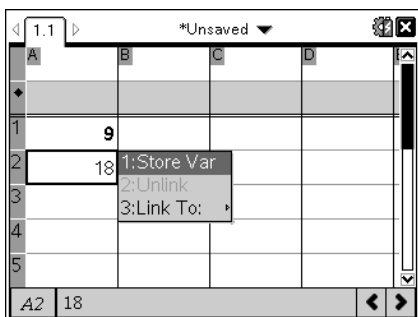 1.1 *Unsaved
A B C D E
1 9
2 18 1:Store Var
2:Unlink
3 3:Link To:
4
5
A2 18